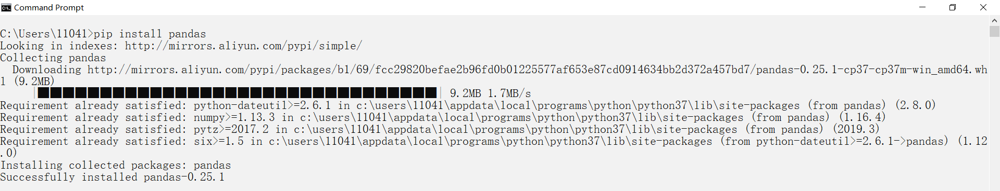 Command Prompt
C:\Users\11041>pip install pandas
Looking in indexes: http://mirrors.aliyun.com/pypi/simple/
Collecting pandas
  Downloading http://mirrors.aliyun.com/pypi/packages/b1/69/fcc29820befae2b96fd0b01225577af653e87cd0914634bb2d372a457bd7/pandas-0.25.1-cp37-cp37m-win_amd64.wh
l (9.2MB)
9.2MB 1.7MB/s
Requirement already satisfied: python-dateutil>=2.6.1 in c:\users\11041\appdata\local\programs\python\python37\lib\site-packages (from pandas) (2.8.0)
Requirement already satisfied: numpy>=1.13.3 in c:\users\11041\appdata\local\programs\python\python37\lib\site-packages (from pandas) (1.16.4)
Requirement already satisfied: pytz>=2017.2 in c:\users\11041\appdata\local\programs\python\python37\lib\site-packages (from pandas) (2019.3)
Requirement already satisfied: six>=1.5 in c:\users\11041\appdata\local\programs\python\python37\lib\site-packages (from python-dateutil>=2.6.1->pandas) (1.12
.0)
Installing collected packages: pandas
Successfully installed pandas-0.25.1